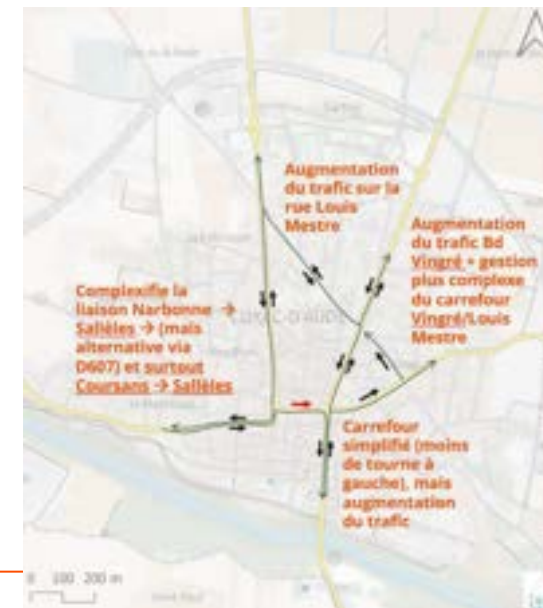 Augmentation
du trafic sur la
rue Louis
Mestre
Augmentation
du trafic Bd
Vingré + gestion
plus complexe
du carrefour
Vingré/Louis
Mestre
Complexifie la
liaison Narbonne →
Sallèles → (mais
alternative via
D607) et surtout
Coursans → Sallèles
Carrefour
simplifié (moins
de tourne à
gauche), mais
augmentation
du trafic
0 100 200 m